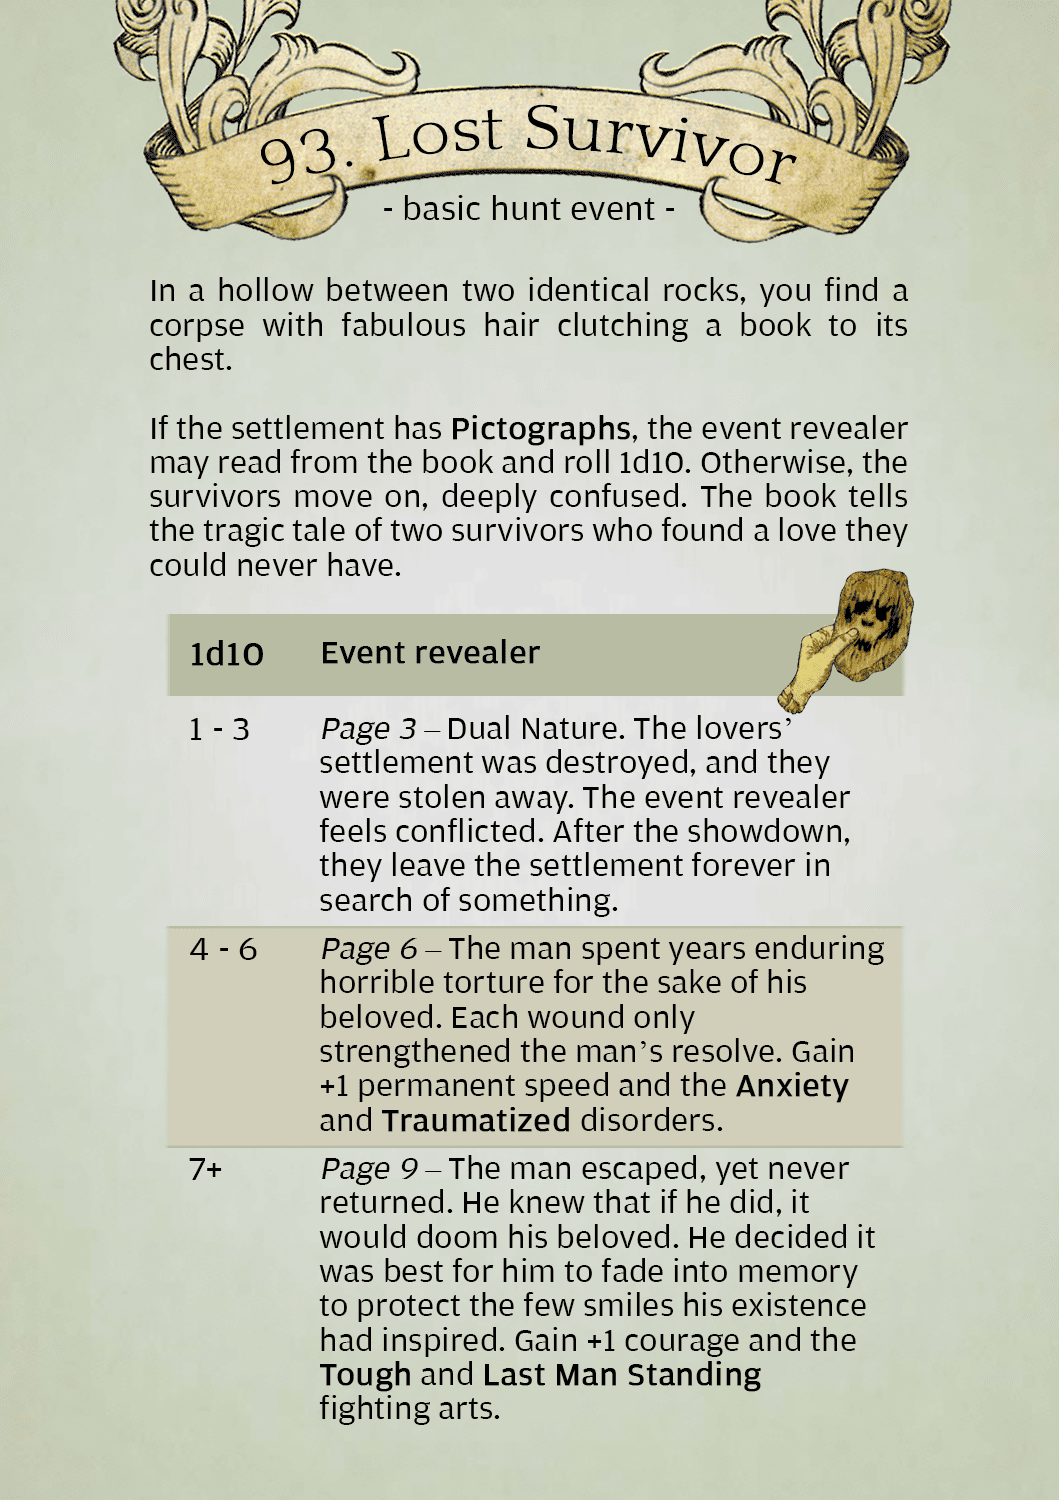 93. Lost Survivor
- basic hunt event -
In a hollow between two identical rocks, you find a
corpse with fabulous hair clutching a book to its
chest.
If the settlement has Pictographs, the event revealer
may read from the book and roll 1d10. Otherwise, the
survivors move on, deeply confused. The book tells
the tragic tale of two survivors who found a love they
could never have.
1d10 Event revealer
1 - 3 Page 3 – Dual Nature. The lovers’
settlement was destroyed, and they
were stolen away. The event revealer
feels conflicted. After the showdown,
they leave the settlement forever in
search of something.
4 - 6 Page 6 – The man spent years enduring
horrible torture for the sake of his
beloved. Each wound only
strengthened the man’s resolve. Gain
+1 permanent speed and the Anxiety
and Traumatized disorders.
7+ Page 9 – The man escaped, yet never
returned. He knew that if he did, it
would doom his beloved. He decided it
was best for him to fade into memory
to protect the few smiles his existence
had inspired. Gain +1 courage and the
Tough and Last Man Standing
fighting arts.